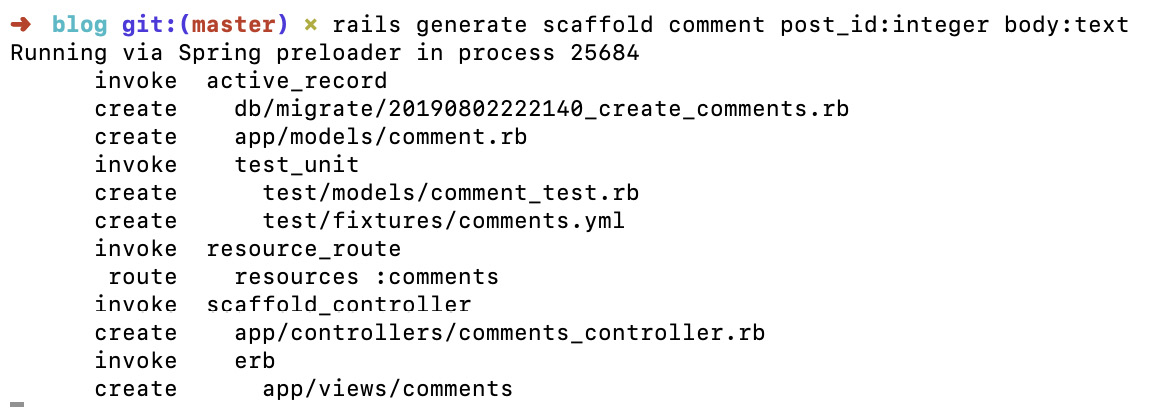 ➜ blog git:(master) ✗ rails generate scaffold comment post_id:integer body:text
Running via Spring preloader in process 25684
      invoke  active_record
      create    db/migrate/20190802222140_create_comments.rb
      create    app/models/comment.rb
      invoke    test_unit
      create      test/models/comment_test.rb
      create      test/fixtures/comments.yml
      invoke  resource_route
       route    resources :comments
      invoke  scaffold_controller
      create    app/controllers/comments_controller.rb
      invoke    erb
      create      app/views/comments